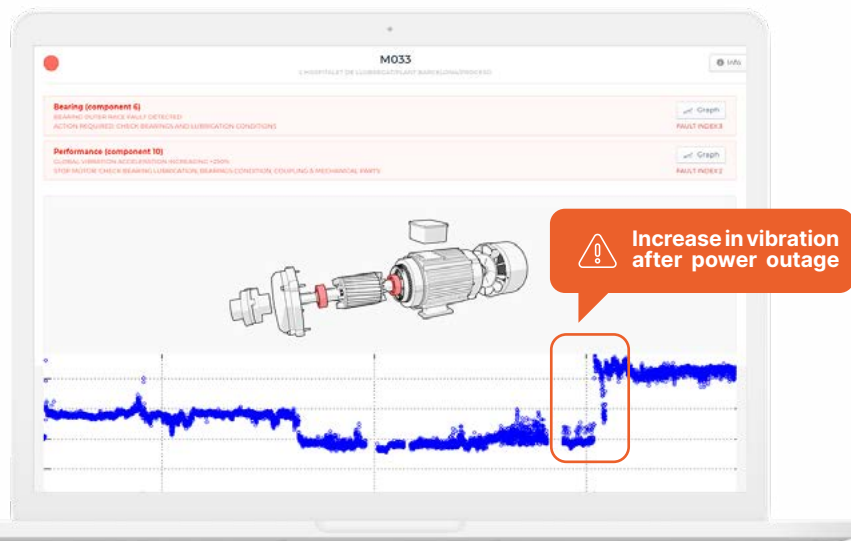 M033
Info
Bearing (component 6)
BEARING OUTER RACE FAULT DETECTED
ACTION REQUIRED: CHECK BEARINGS AND LUBRICATION CONDITIONS
Graph
FAULT INDEX 3
Performance (component 10)
GLOBAL VIBRATION ACCELERATION INCREASING +250%
STOP MOTOR: CHECK BEARING LUBRICATION, BEARINGS CONDITION, COUPLING & MECHANICAL PARTS
Graph
FAULT INDEX 2
Increase in vibration
after power outage